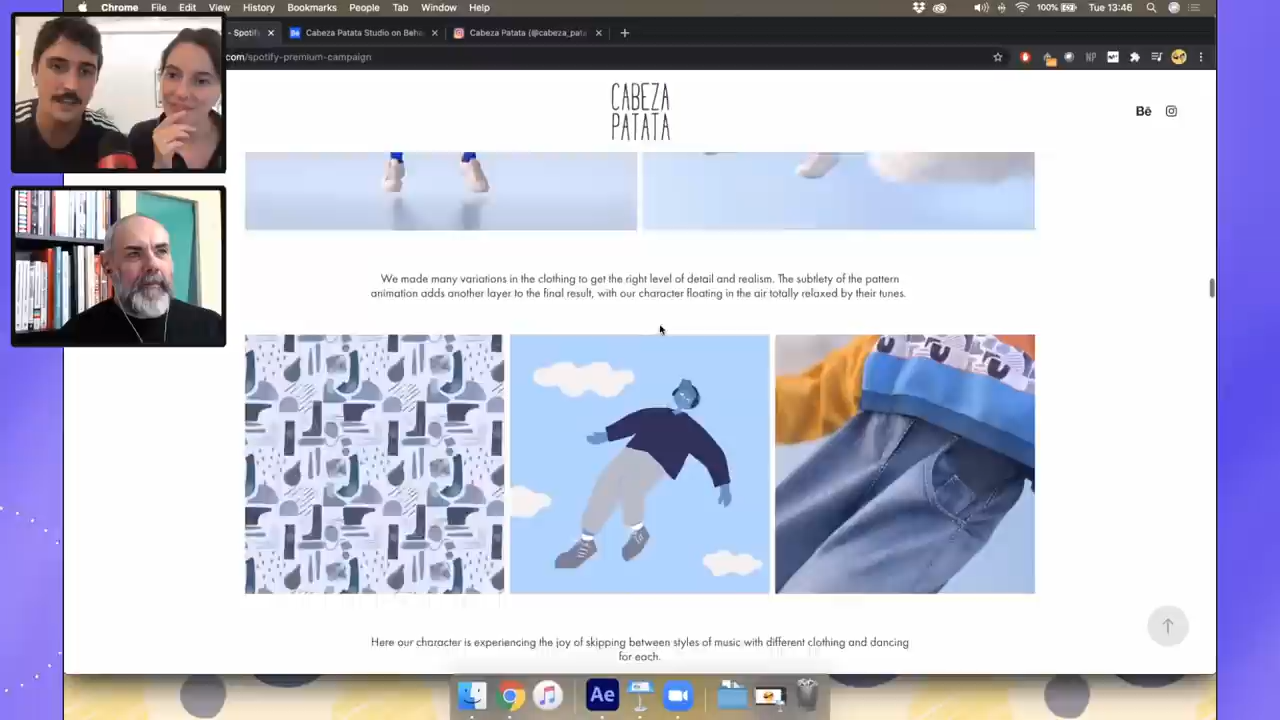 Chrome File Edit View History Bookmarks People Tab Window Help 100% Tue 13:46
- Spotif Cabeza Patata Studio on Beha Cabeza Patata (@cabeza_pata
com/spotify-premium-campaign
CABEZA
PATATA
Bē
We made many variations in the clothing to get the right level of detail and realism. The subtlety of the pattern
animation adds another layer to the final result, with our character floating in the air totally relaxed by their tunes.
Here our character is experiencing the joy of skipping between styles of music with different clothing and dancing
for each.
Ae